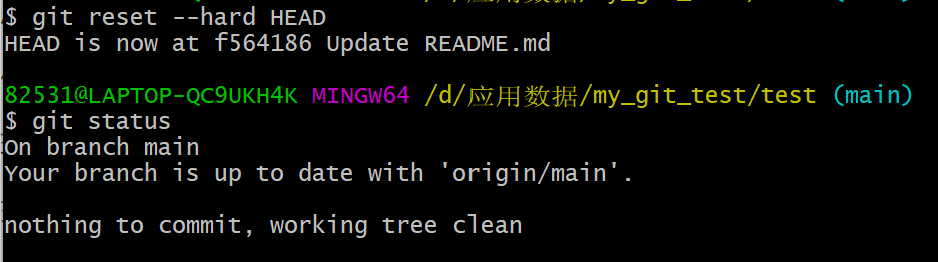 $ git reset --hard HEAD
HEAD is now at f564186 Update README.md
82531@LAPTOP-QC9UKH4K MINGW64 /d/应用数据/my_git_test/test (main)
$ git status
On branch main
Your branch is up to date with 'origin/main'.
nothing to commit, working tree clean